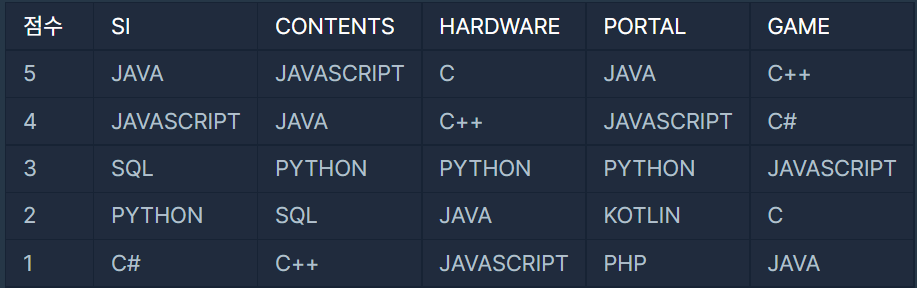 점수 SI CONTENTS HARDWARE PORTAL GAME
5 JAVA JAVASCRIPT C JAVA C++
4 JAVASCRIPT JAVA C++ JAVASCRIPT C#
3 SQL PYTHON PYTHON PYTHON JAVASCRIPT
2 PYTHON SQL JAVA KOTLIN C
1 C# C++ JAVASCRIPT PHP JAVA